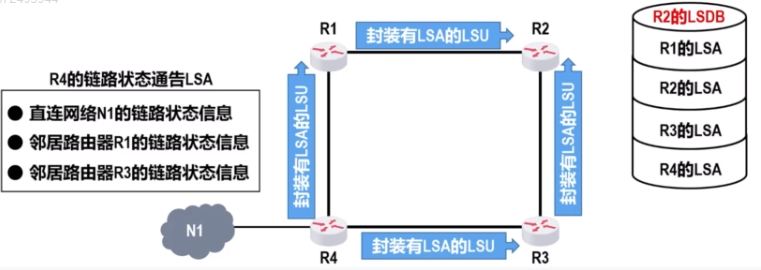 R4的链路状态通告LSA
● 直连网络N1的链路状态信息
● 邻居路由器R1的链路状态信息
● 邻居路由器R3的链路状态信息
R1
封装有LSA的LSU
R2
封装有LSA的LSU
封装有LSA的LSU
N1
R4
封装有LSA的LSU
R3
R2的LSDB
R1的LSA
R2的LSA
R3的LSA
R4的LSA